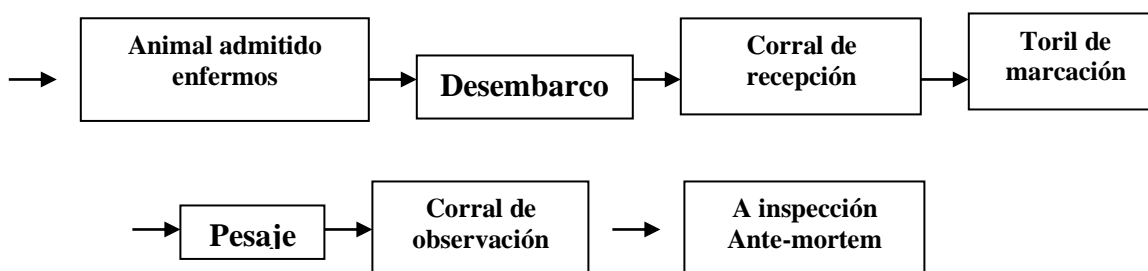 Animal admitido
enfermos
Desembarco
Corral de
recepción
Toril de
marcación
Pesaje
Corral de
observación
A inspección
Ante-mortem